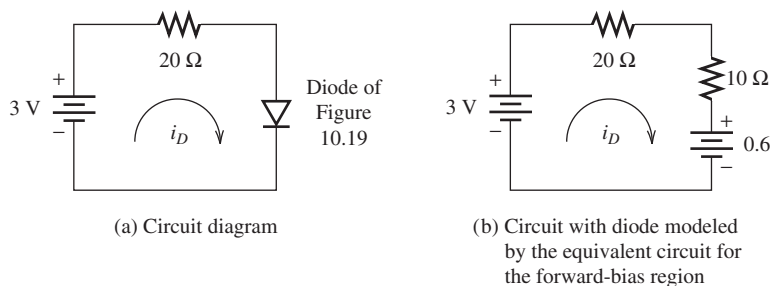 20 Ω
+
3 V
−
i_D
Diode of
Figure
10.19
(a) Circuit diagram
20 Ω
10 Ω
+
3 V
−
i_D
+
0.6
−
(b) Circuit with diode modeled
by the equivalent circuit for
the forward-bias region